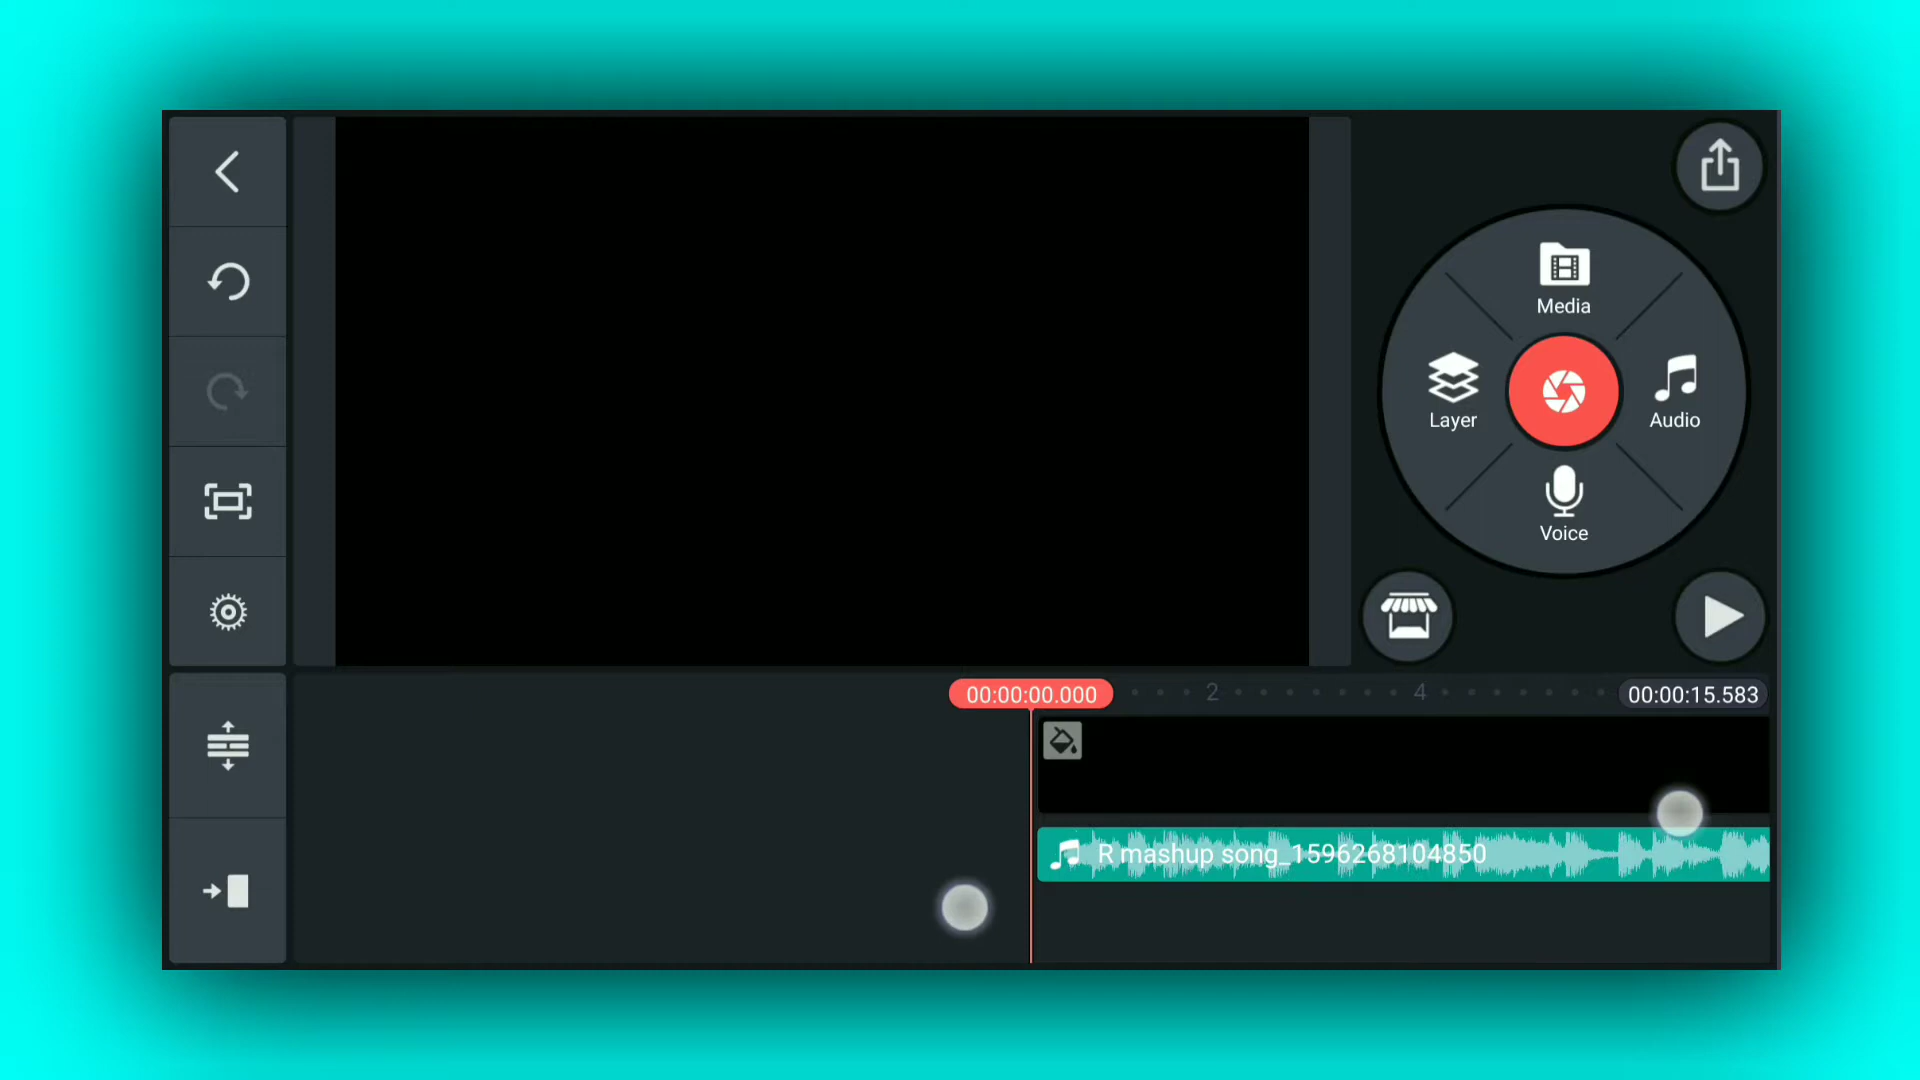 Media
Layer
Audio
Voice
00:00:00.000
2
4
00:00:15.583
R mashup song_1596268104850